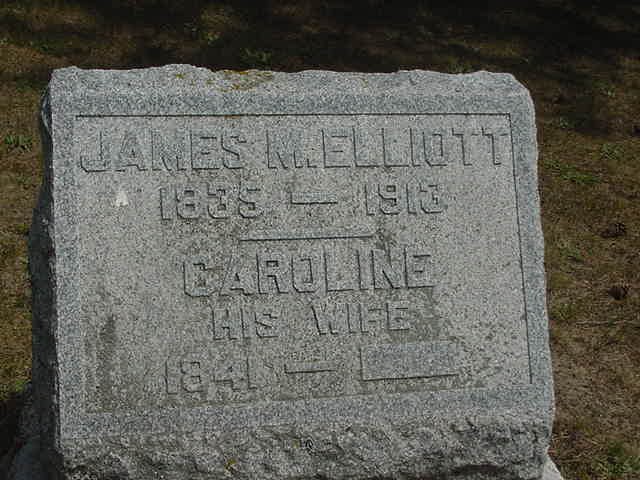 JAMES M. ELLIOTT
1835 — 1913
CAROLINE
HIS WIFE
1841 —